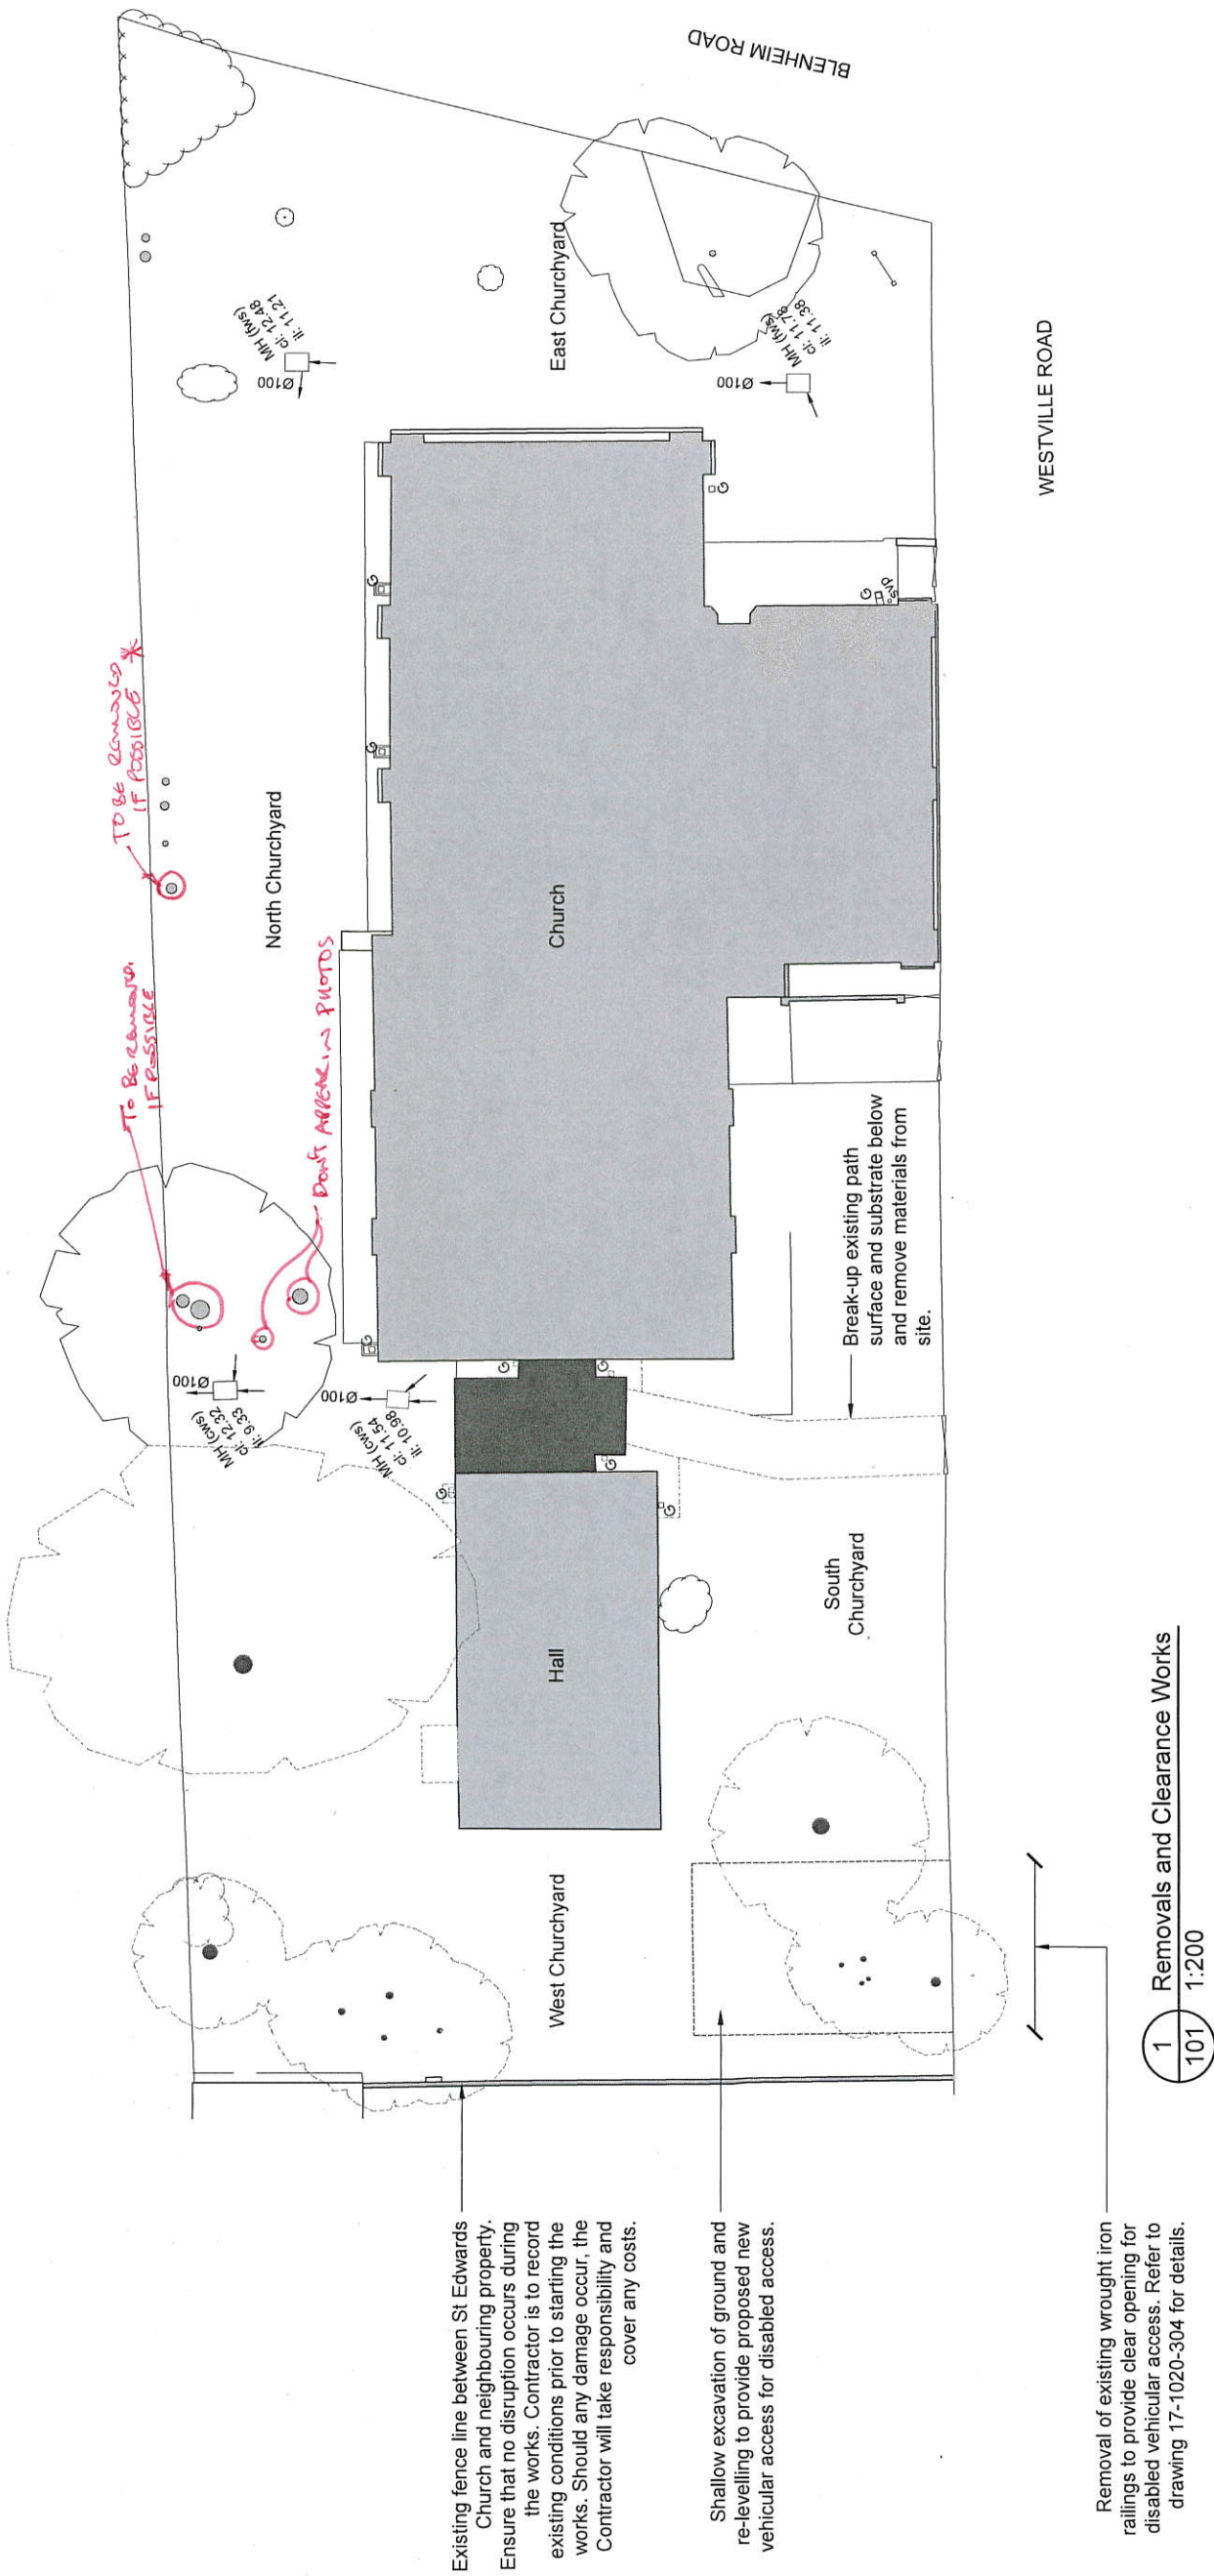 BLENHEIM ROAD
WESTVILLE ROAD
East Churchyard
MH (fws)
cl: 12.48
il: 11.21
Ø100
MH (fws)
cl: 11.78
il: 11.38
Ø100
TO BE REMOVED
IF POSSIBLE
North Churchyard
TO BE REMOVED.
IF POSSIBLE
DON'T APPEAR IN PHOTOS
Church
G
G
G
G
G
G
G
G
G
svp
MH (cws)
cl: 12.32
il: 9.33
Ø100
MH (cws)
cl: 11.54
il: 10.98
Ø100
Break-up existing path
surface and substrate below
and remove materials from
site.
Hall
South
Churchyard
West Churchyard
Existing fence line between St Edwards
Church and neighbouring property.
Ensure that no disruption occurs during
the works. Contractor is to record
existing conditions prior to starting the
works. Should any damage occur, the
Contractor will take responsibility and
cover any costs.
Shallow excavation of ground and
re-levelling to provide proposed new
vehicular access for disabled access.
Removal of existing wrought iron
railings to provide clear opening for
disabled vehicular access. Refer to
drawing 17-1020-304 for details.
1
101
Removals and Clearance Works
1:200